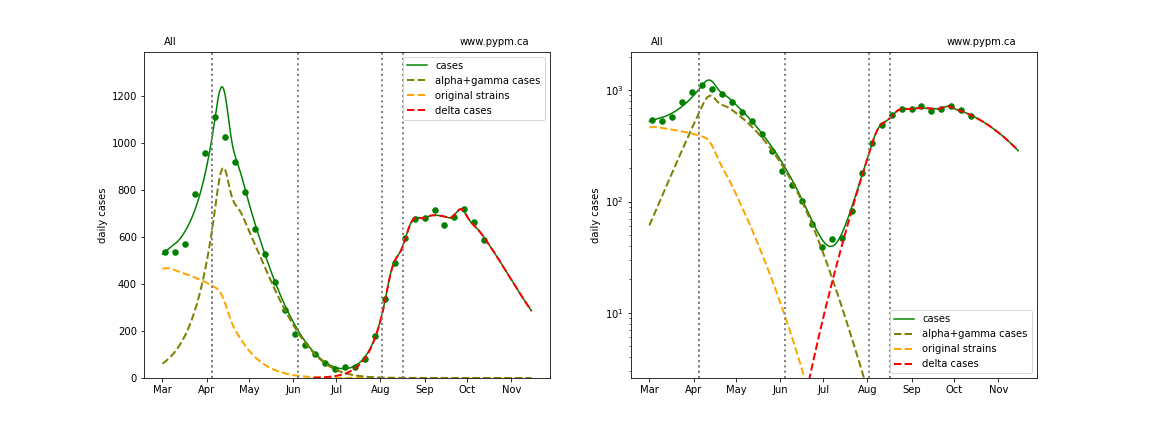 All www.pypm.ca
daily cases
1200
1000
800
600
400
200
0
Mar Apr May Jun Jul Aug Sep Oct Nov
cases
alpha+gamma cases
original strains
delta cases
All www.pypm.ca
daily cases
10³
10²
10¹
Mar Apr May Jun Jul Aug Sep Oct Nov
cases
alpha+gamma cases
original strains
delta cases